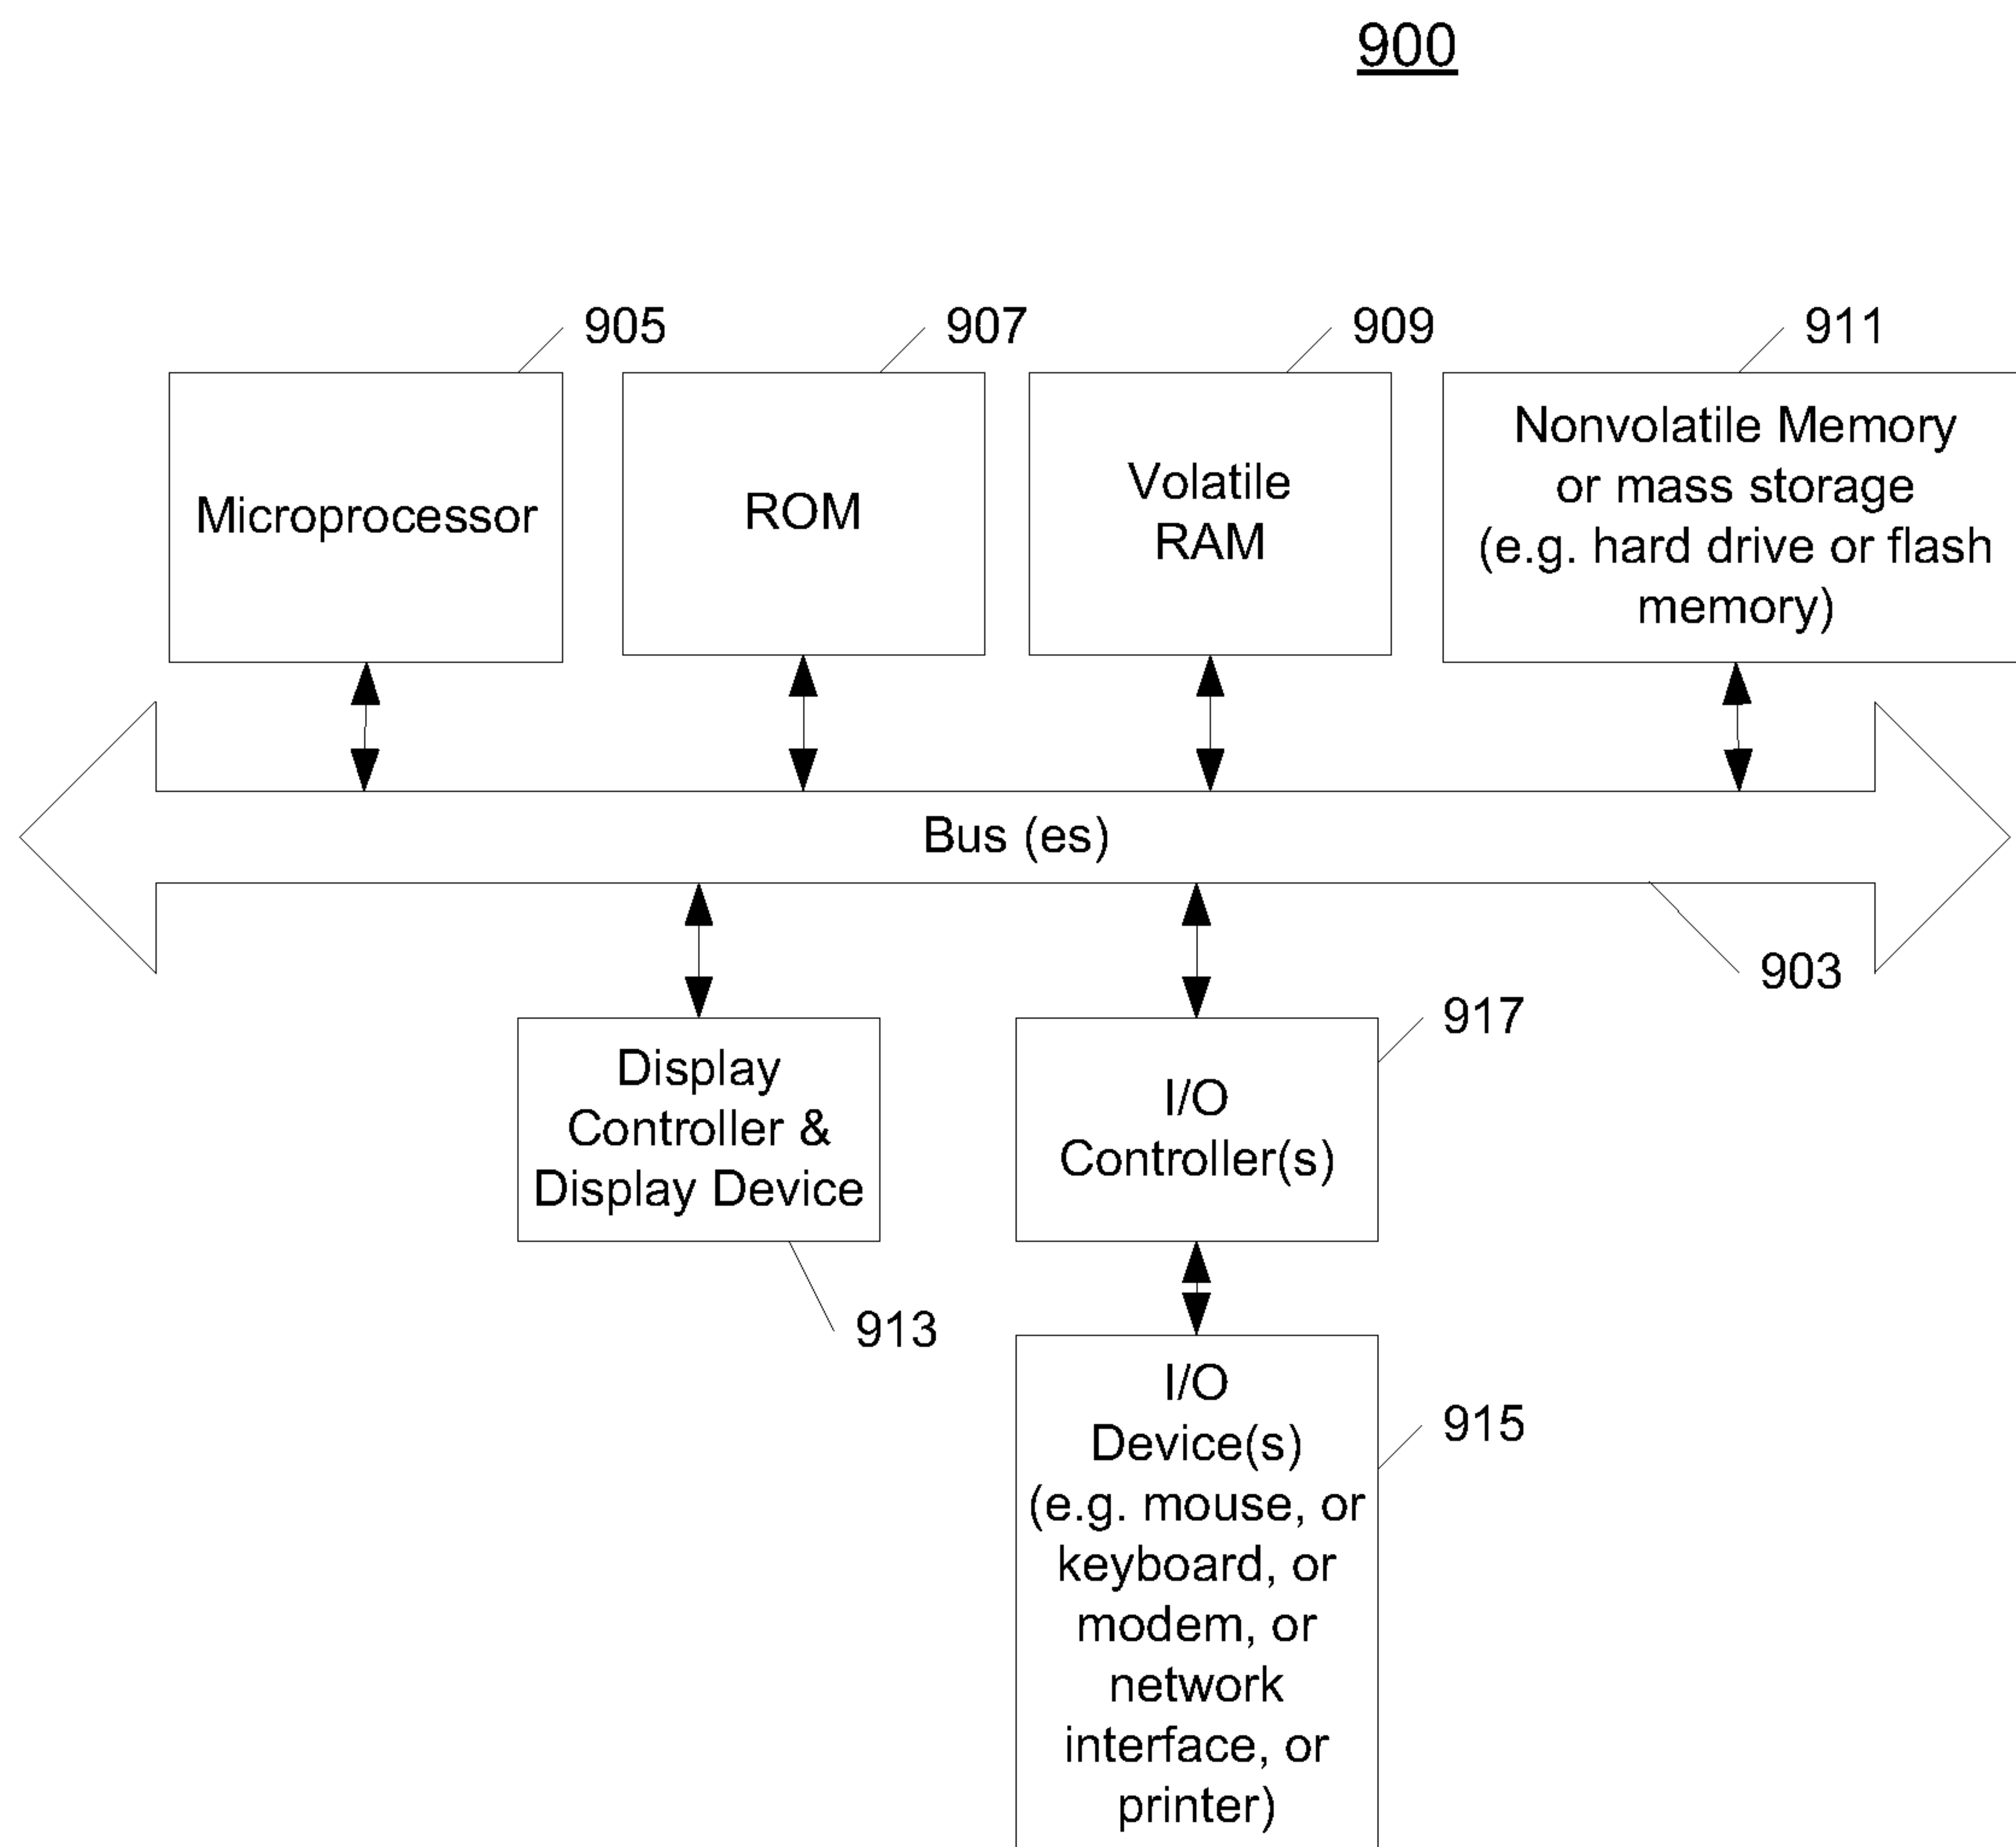 900
905
907
909
911
Microprocessor
ROM
Volatile
RAM
Nonvolatile Memory
or mass storage
(e.g. hard drive or flash
memory)
Bus (es)
903
917
Display
Controller &
Display Device
I/O
Controller(s)
913
I/O
Device(s)
(e.g. mouse, or
keyboard, or
modem, or
network
interface, or
printer)
915